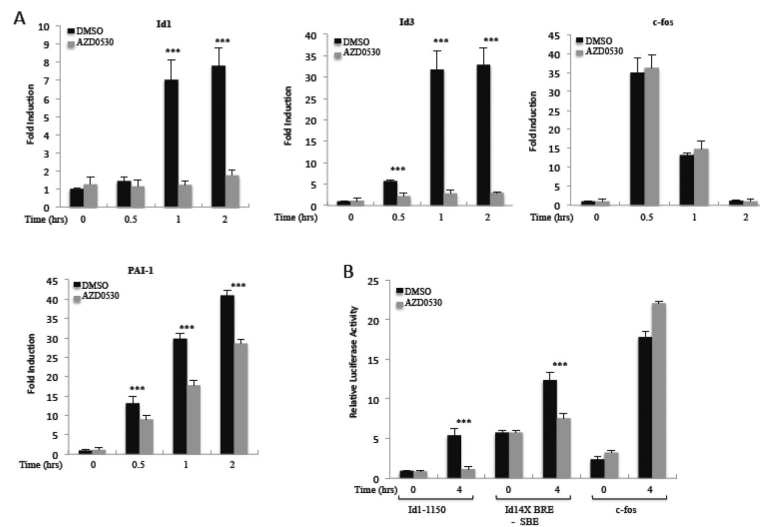 A
Id1
Fold Induction
10
9
8
7
6
5
4
3
2
1
0
DMSO
AZD0530
***
***
Time (hrs)
0
0.5
1
2
Id3
Fold Induction
40
35
30
25
20
15
10
5
0
DMSO
AZD0530
***
***
***
Time (hrs)
0
0.5
1
2
c-fos
Fold Induction
45
40
35
30
25
20
15
10
5
0
DMSO
AZD0530
Time (hrs)
0
0.5
1
2
PAI-1
Fold Induction
45
40
35
30
25
20
15
10
5
0
DMSO
AZD0530
***
***
***
Time (hrs)
0
0.5
1
2
B
Relative Luciferase Activity
25
20
15
10
5
0
DMSO
AZD0530
***
***
Time (hrs)
0
4
0
4
0
4
Id1-1150
Id14X BRE
- SBE
c-fos